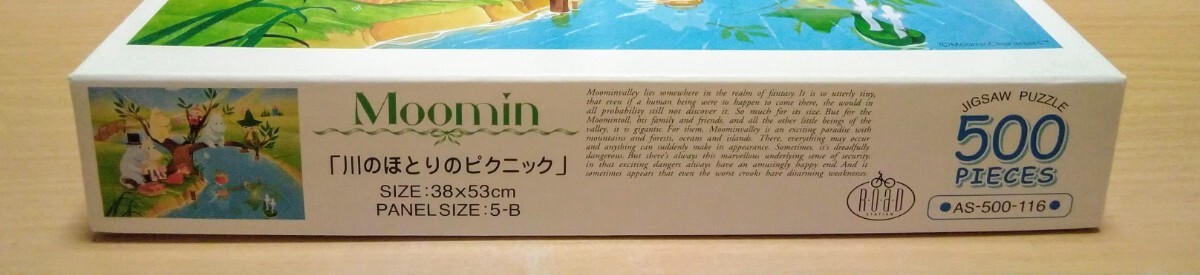 ©Moomin Characters™
Moomin
「川のほとりのピクニック」
SIZE:38×53cm
PANEL SIZE:5-B
Moominvalley lies somewhere in the realm of fantasy. It is so utterly tiny,
that even if a human being were to happen to come there, she would in
all probability still not discover it. So much for its size. But for the
Moomintroll, his family and friends, and all the other little beings of the
valley, it is gigantic. For them, Moominvalley is an exciting paradise with
mountains and forests, oceans and islands. There, everything may occur
and anything can suddenly make its appearance. Sometimes, it's dreadfully
dangerous. But there's always this marvellous underlying sense of security,
in that exciting dangers always have an amusingly happy end. And it
sometimes appears that even the worst crooks have disarming weaknesses.
ROAD
STATION
JIGSAW PUZZLE
500
PIECES
AS-500-116